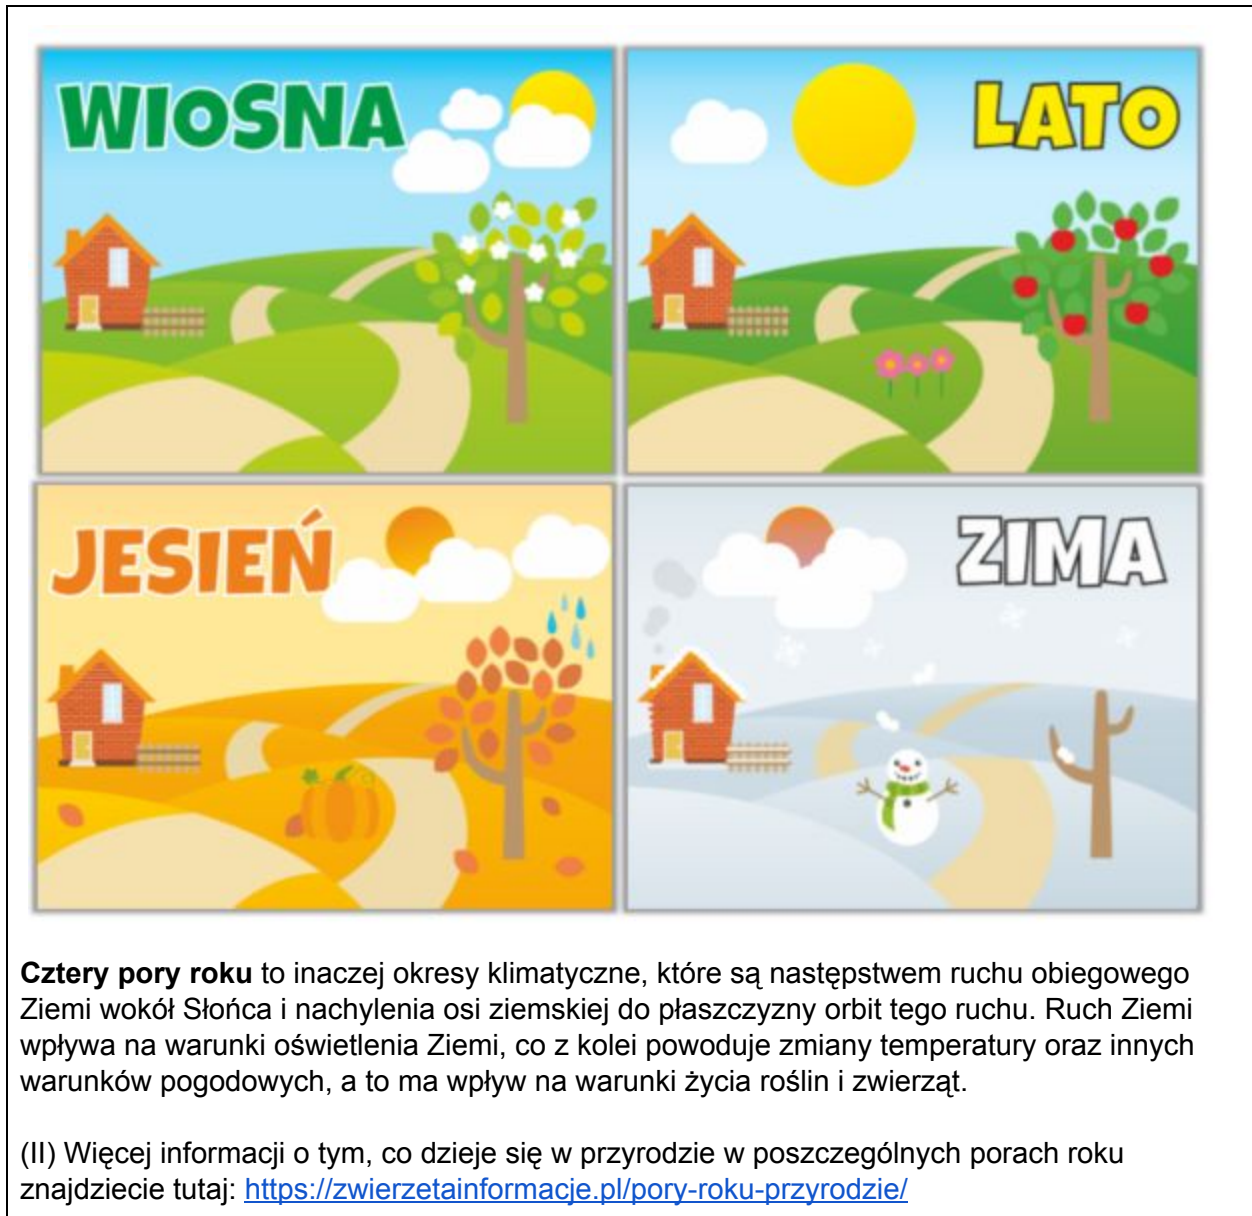 WIOSNA
LATO
JESIEŃ
ZIMA
Cztery pory roku to inaczej okresy klimatyczne, które są następstwem ruchu obiegowego
Ziemi wokół Słońca i nachylenia osi ziemskiej do płaszczyzny orbit tego ruchu. Ruch Ziemi
wpływa na warunki oświetlenia Ziemi, co z kolei powoduje zmiany temperatury oraz innych
warunków pogodowych, a to ma wpływ na warunki życia roślin i zwierząt.
(II) Więcej informacji o tym, co dzieje się w przyrodzie w poszczególnych porach roku
znajdziecie tutaj: https://zwierzetainformacje.pl/pory-roku-przyrodzie/